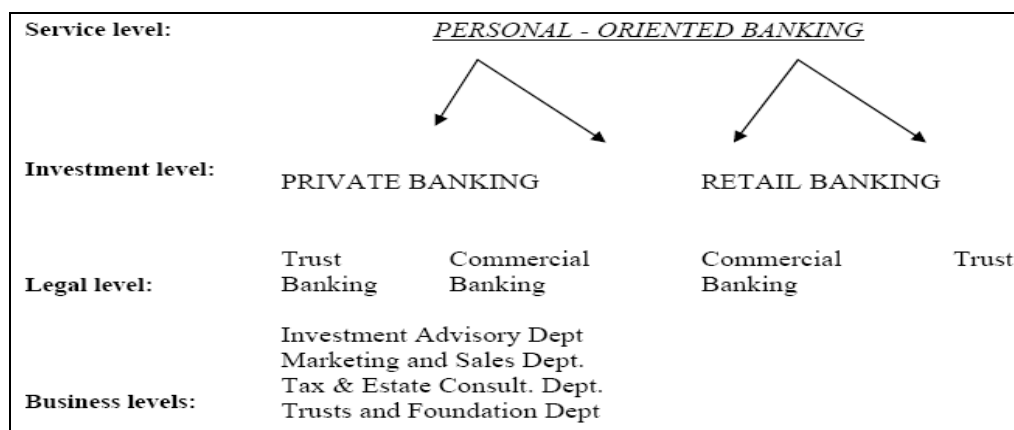 Service level: PERSONAL - ORIENTED BANKING
Investment level:
PRIVATE BANKING RETAIL BANKING
Trust Commercial Commercial Trust
Legal level: Banking Banking Banking
Investment Advisory Dept
Marketing and Sales Dept.
Tax & Estate Consult. Dept.
Business levels: Trusts and Foundation Dept